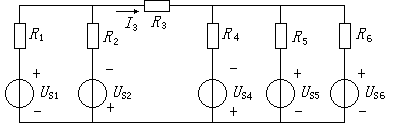 I3 R3
R1 R2 R4 R5 R6
+ - - + +
US1 US2 US4 US5 US6
- + + - -